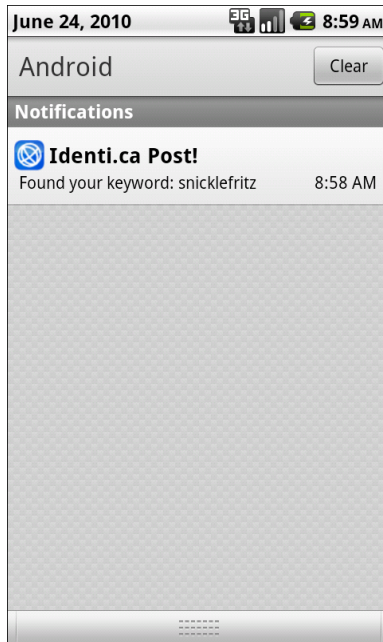 June 24, 2010 3G 8:59 AM
Android Clear
Notifications
Identi.ca Post!
Found your keyword: snicklefritz 8:58 AM